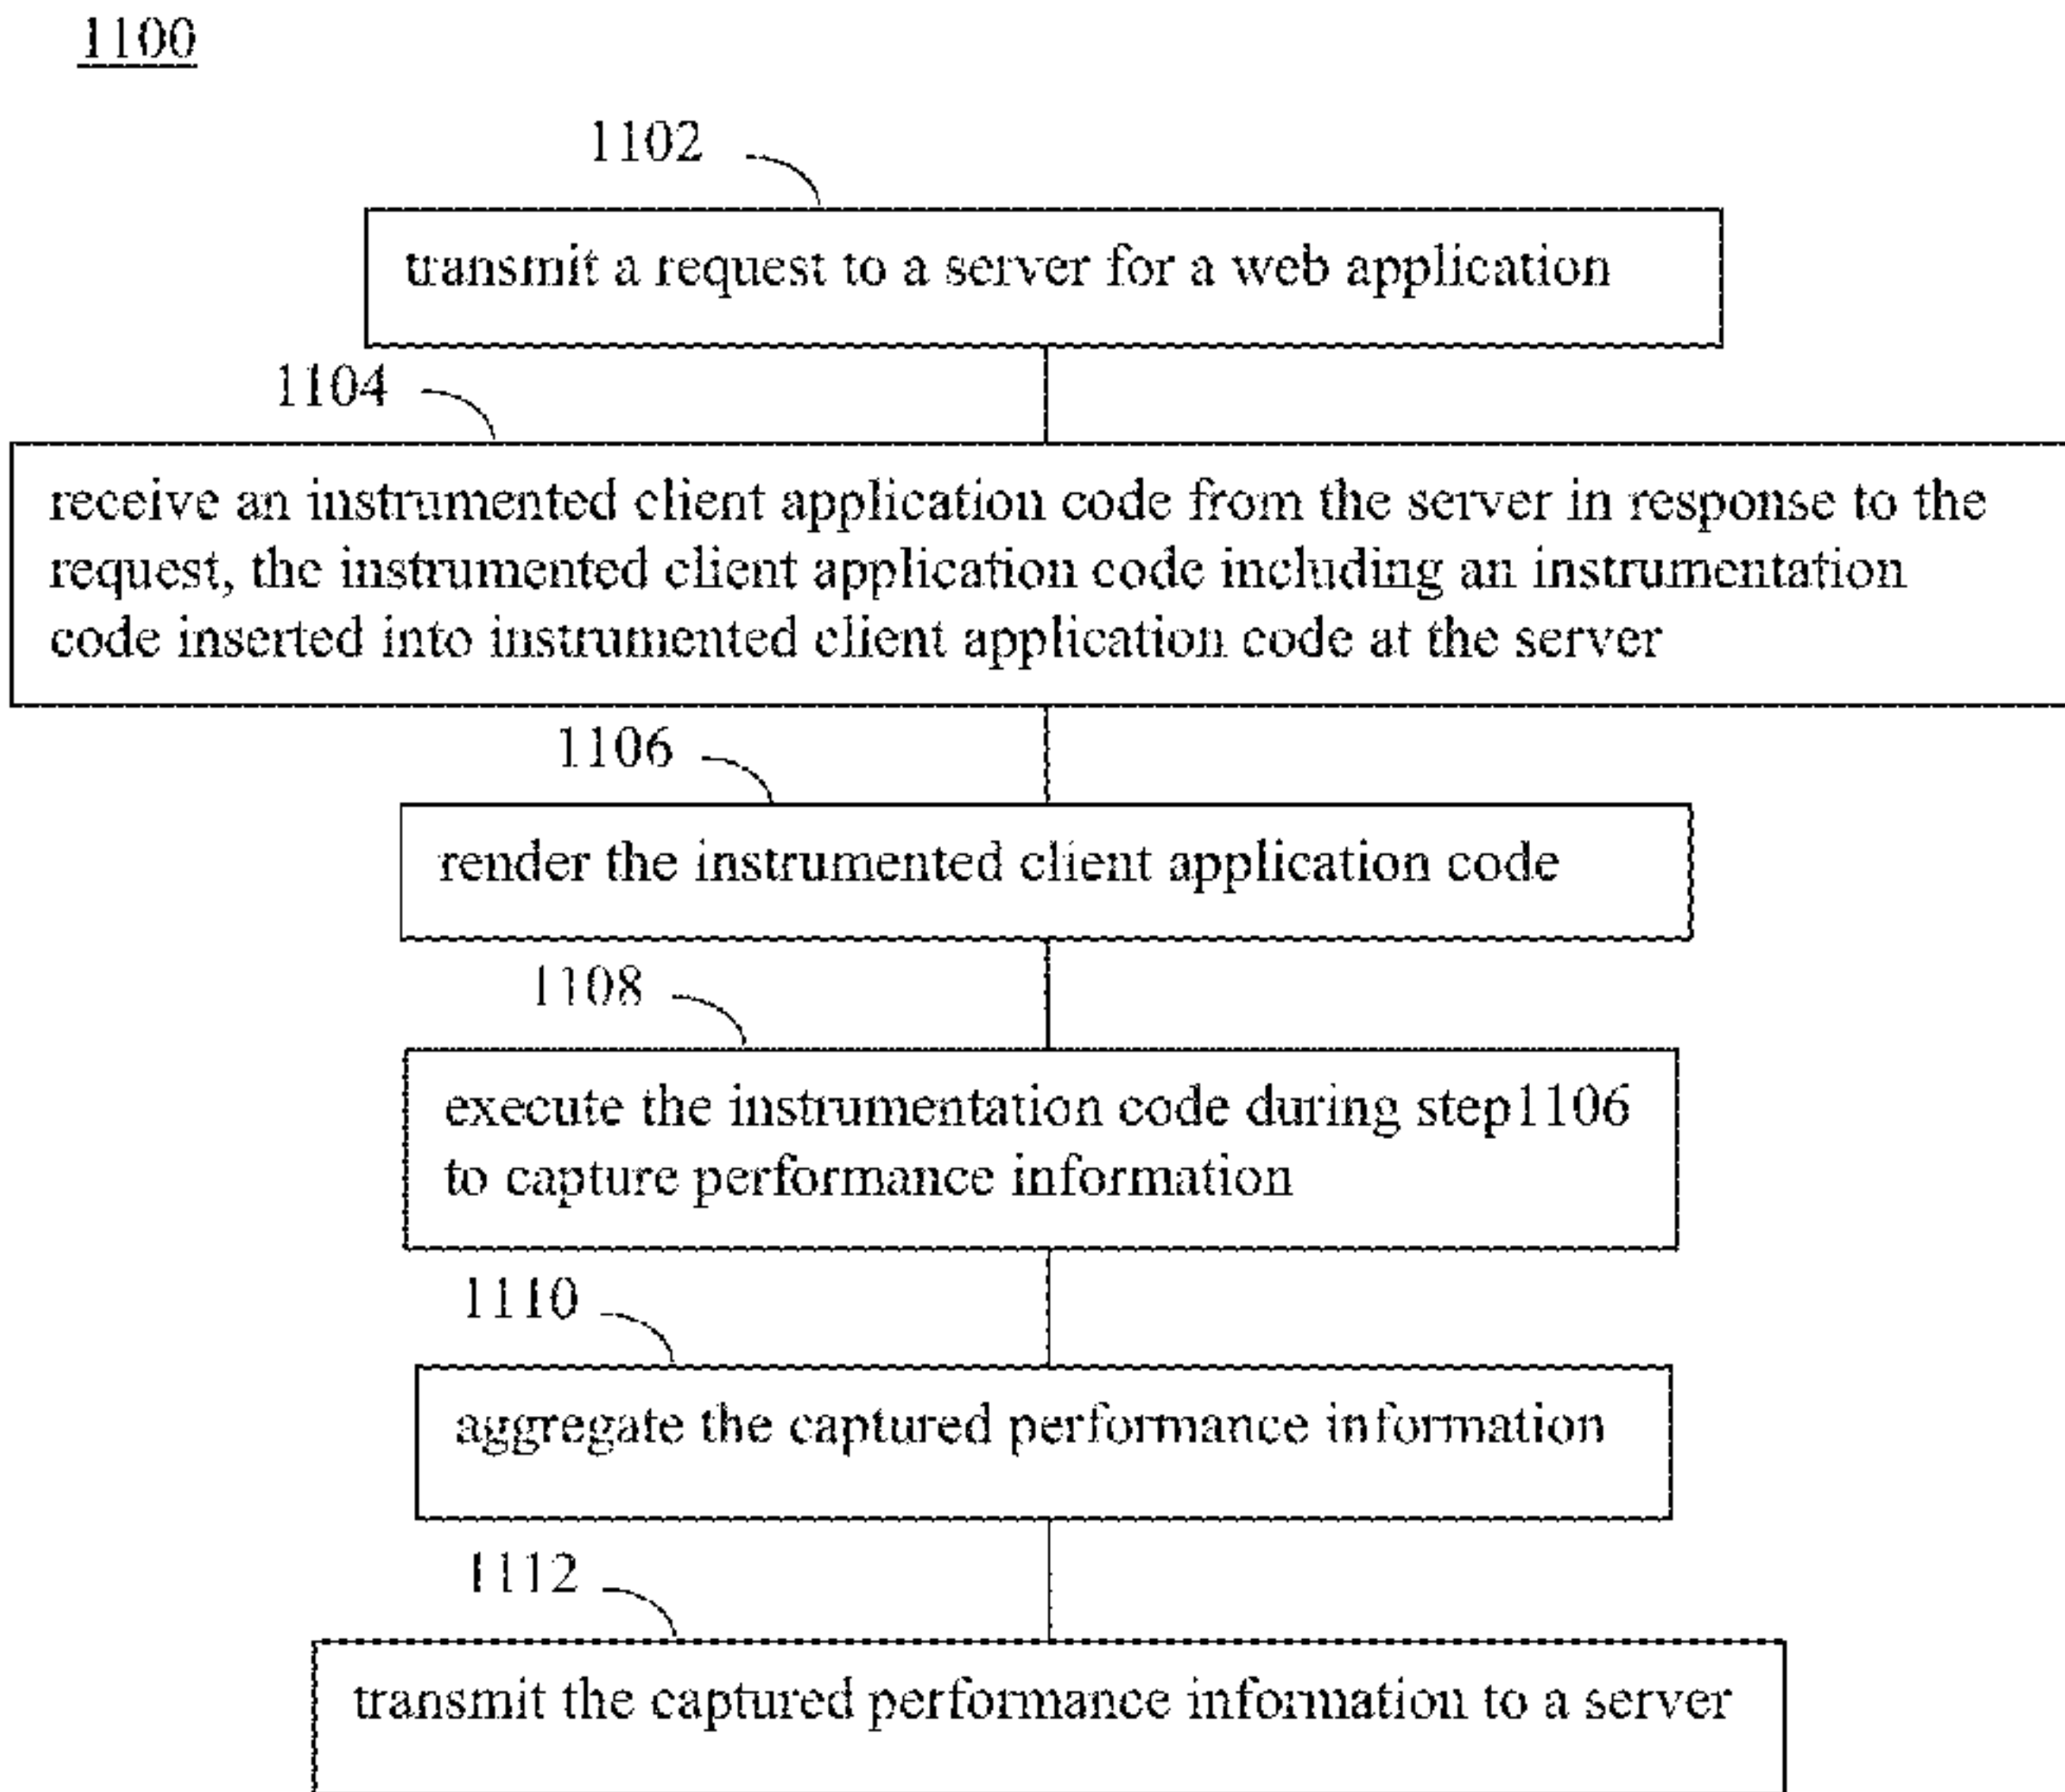 1100
1102
transmit a request to a server for a web application
1104
receive an instrumented client application code from the server in response to the
request, the instrumented client application code including an instrumentation
code inserted into instrumented client application code at the server
1106
render the instrumented client application code
1108
execute the instrumentation code during step1106
to capture performance information
1110
aggregate the captured performance information
1112
transmit the captured performance information to a server